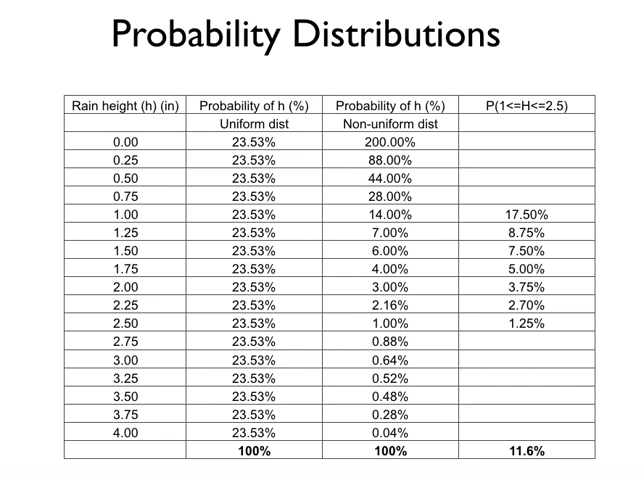 Probability Distributions
Rain height (h) (in) Probability of h (%) Probability of h (%) P(1<=H<=2.5)
Uniform dist Non-uniform dist
0.00 23.53% 200.00%
0.25 23.53% 88.00%
0.50 23.53% 44.00%
0.75 23.53% 28.00%
1.00 23.53% 14.00% 17.50%
1.25 23.53% 7.00% 8.75%
1.50 23.53% 6.00% 7.50%
1.75 23.53% 4.00% 5.00%
2.00 23.53% 3.00% 3.75%
2.25 23.53% 2.16% 2.70%
2.50 23.53% 1.00% 1.25%
2.75 23.53% 0.88%
3.00 23.53% 0.64%
3.25 23.53% 0.52%
3.50 23.53% 0.48%
3.75 23.53% 0.28%
4.00 23.53% 0.04%
100% 100% 11.6%